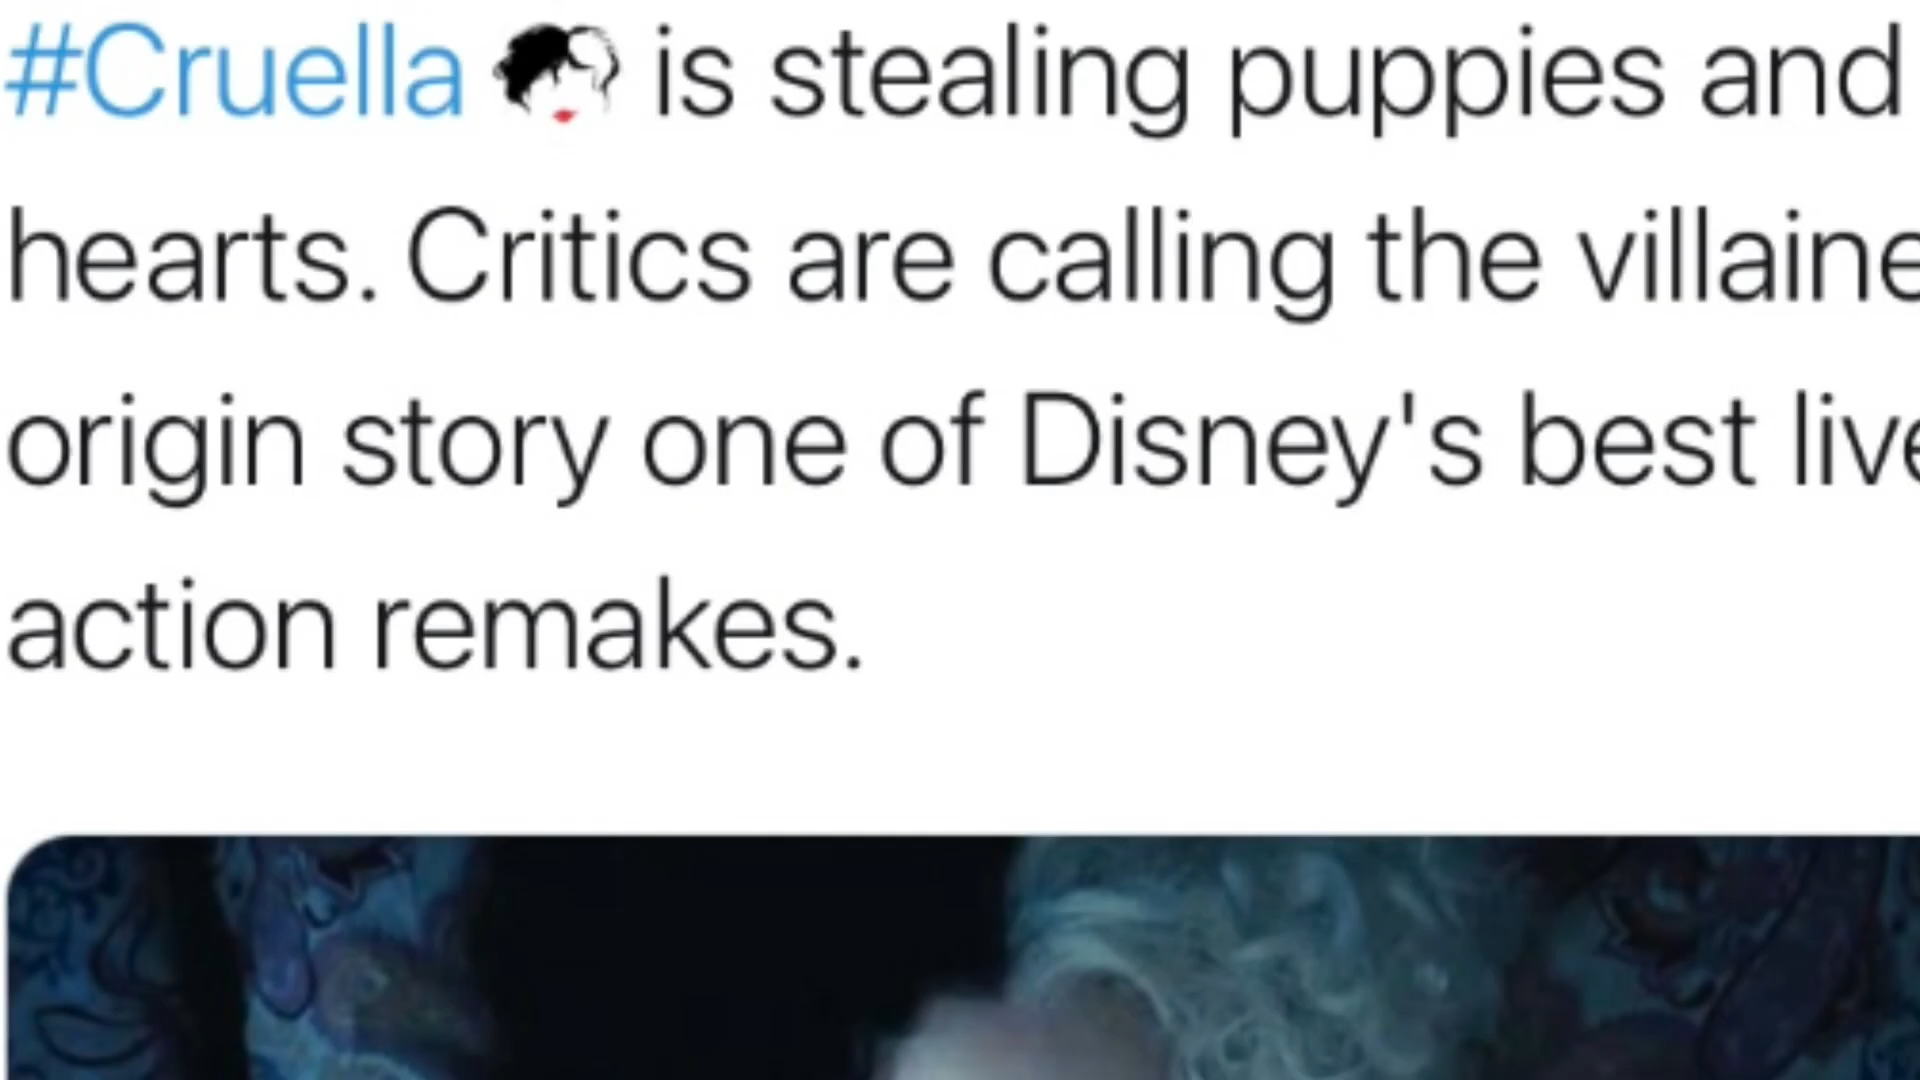 #Cruella is stealing puppies and
hearts. Critics are calling the villaine
origin story one of Disney's best live
action remakes.